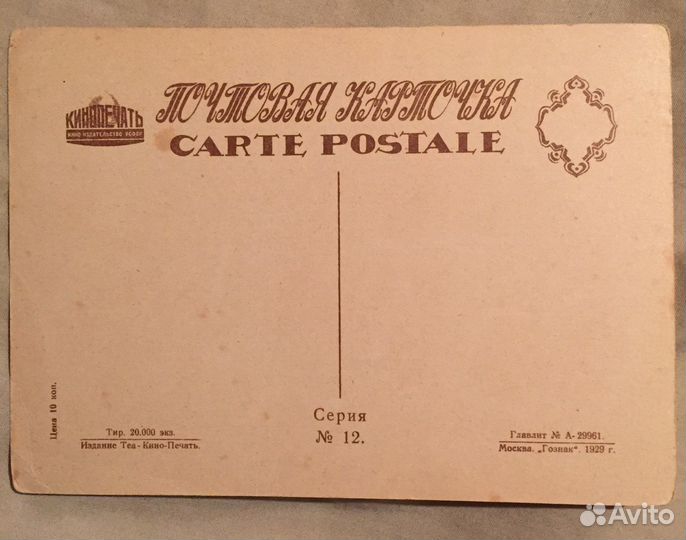 КИНОПЕЧАТЬ
КИНО ИЗДАТЕЛЬСТВО РСФСР
ПОЧТОВАЯ КАРТОЧКА
CARTE POSTALE
Цена 10 коп.
Тир. 20.000 экз.
Издание Теа-Кино-Печать.
Серия
№ 12.
Главлит № А-29961.
Москва. „Гознак". 1929 г.
Avito